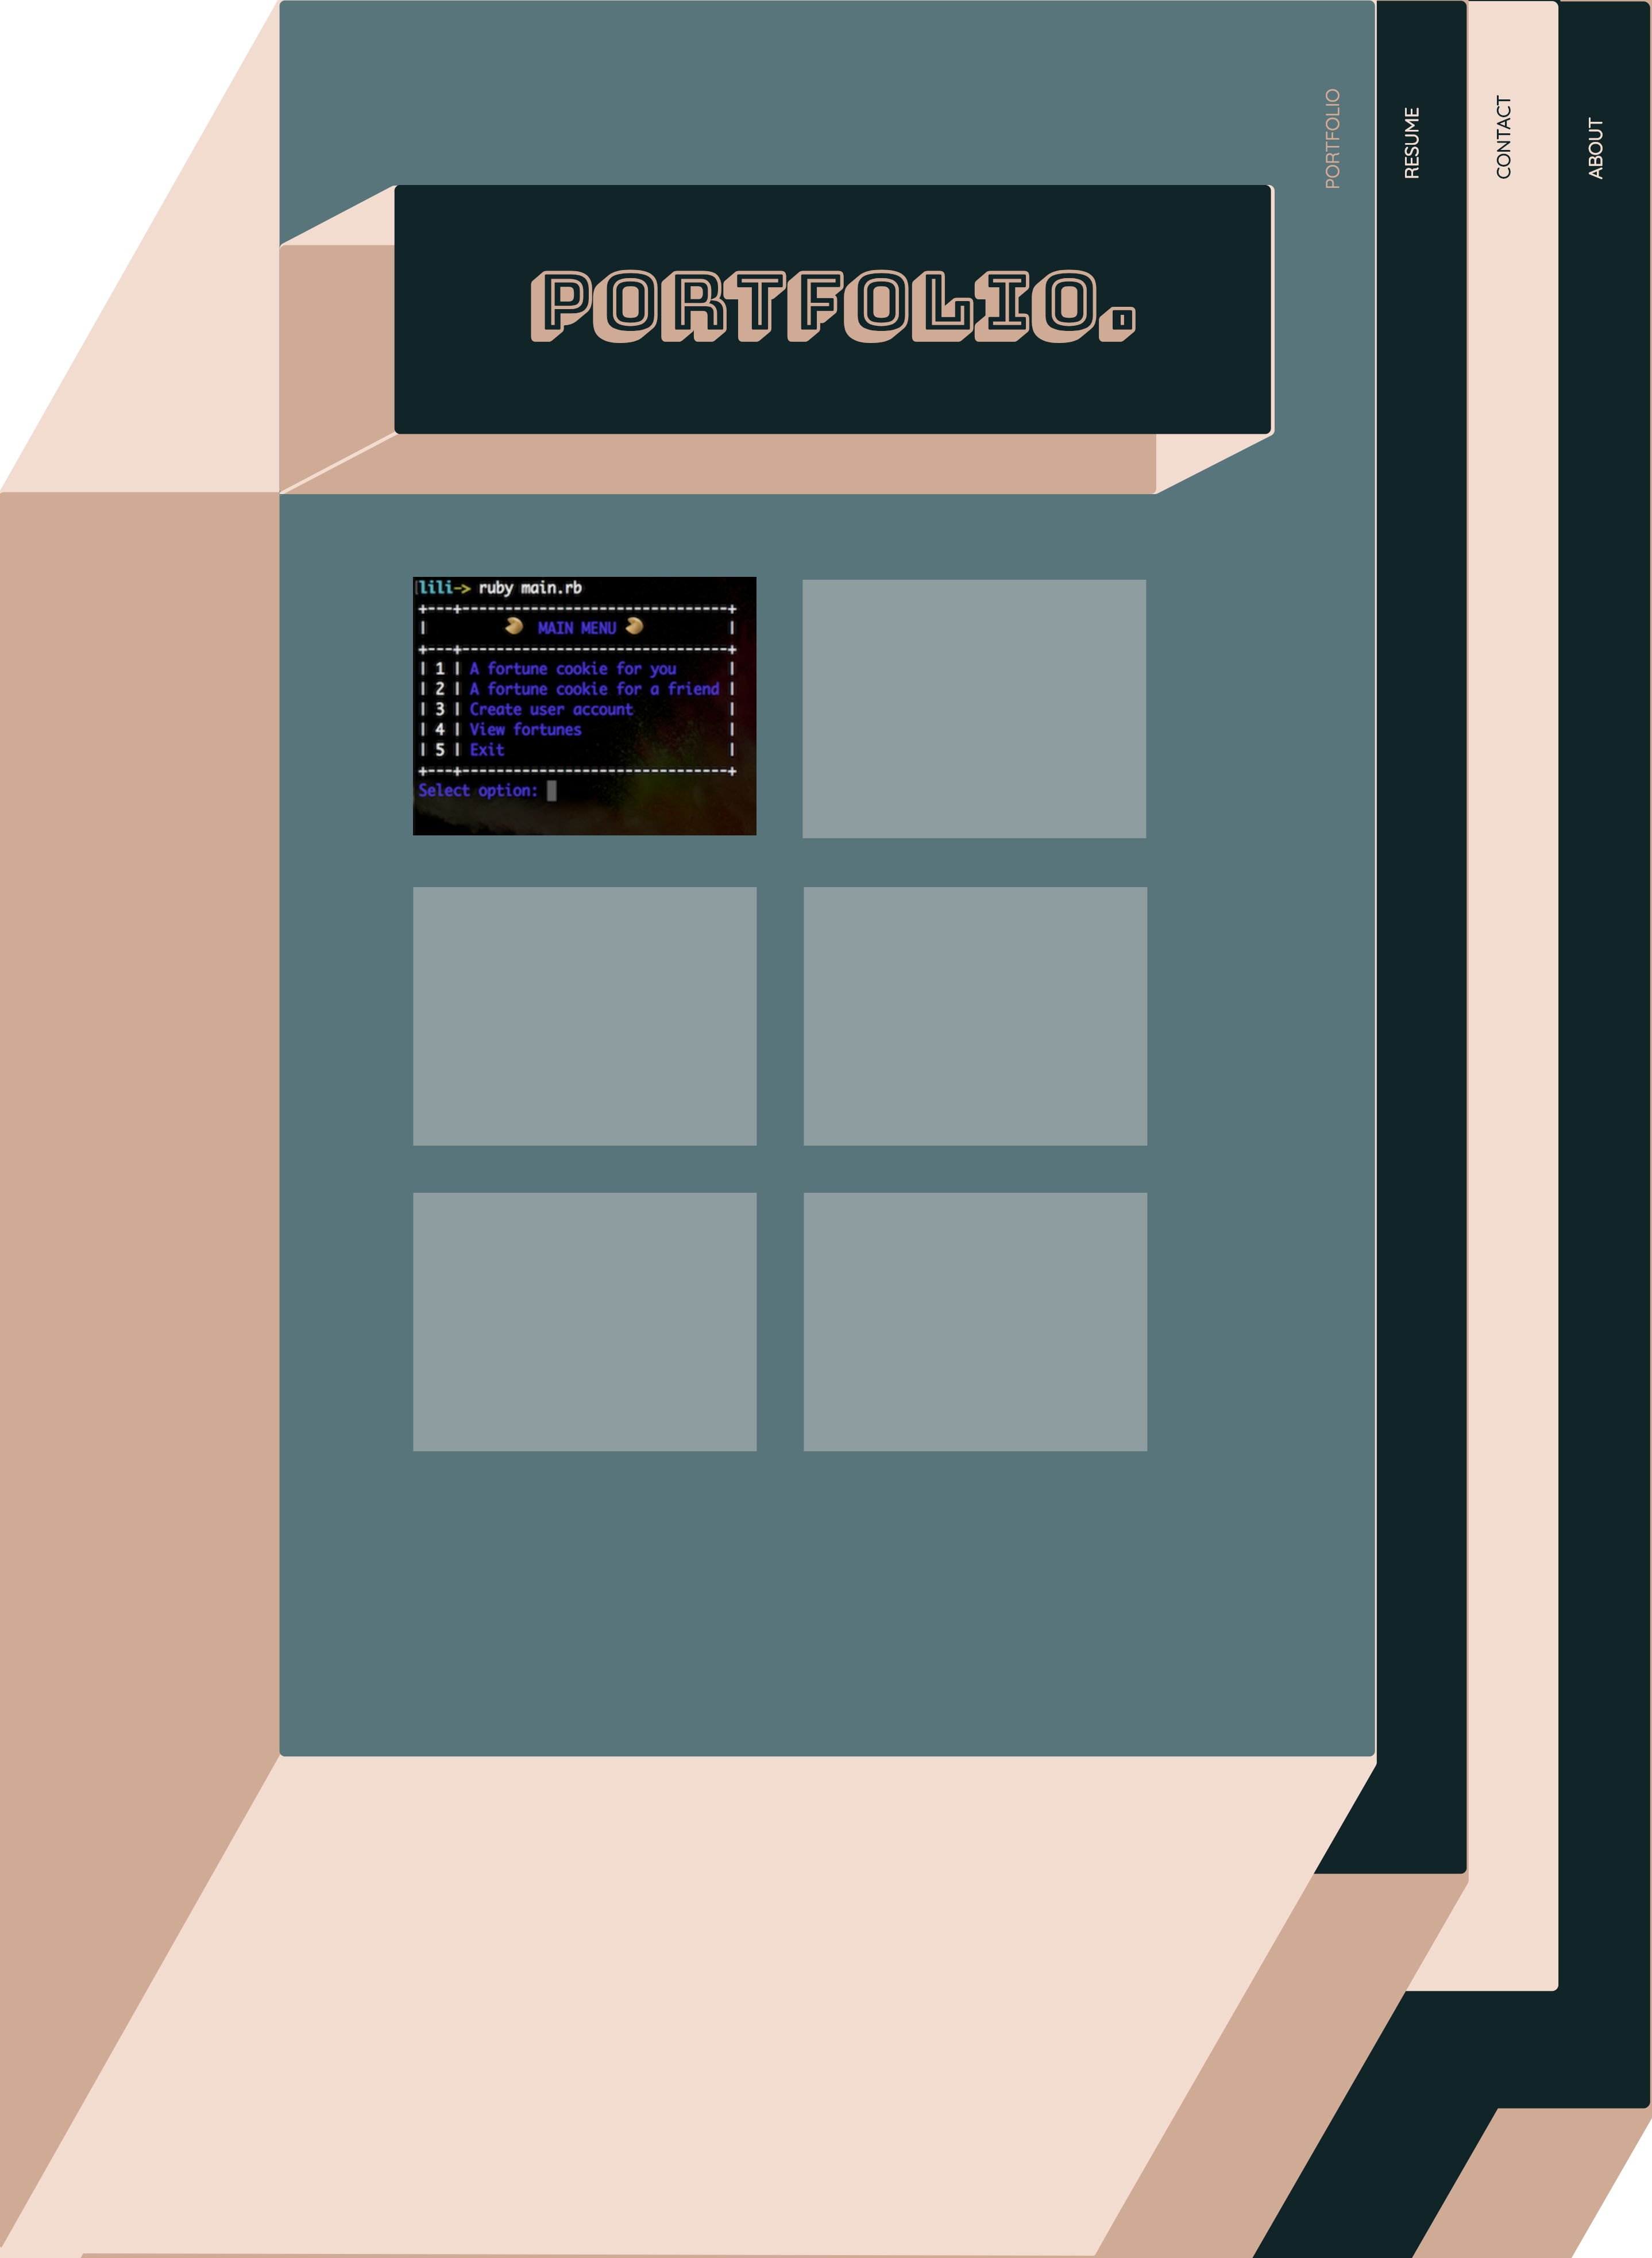 PORTFOLIO
RESUME
CONTACT
ABOUT
PORTFOLIO.
lili-> ruby main.rb
+---+-------------------------------+
| MAIN MENU |
+---+-------------------------------+
| 1 | A fortune cookie for you |
| 2 | A fortune cookie for a friend |
| 3 | Create user account |
| 4 | View fortunes |
| 5 | Exit |
+---+-------------------------------+
Select option: